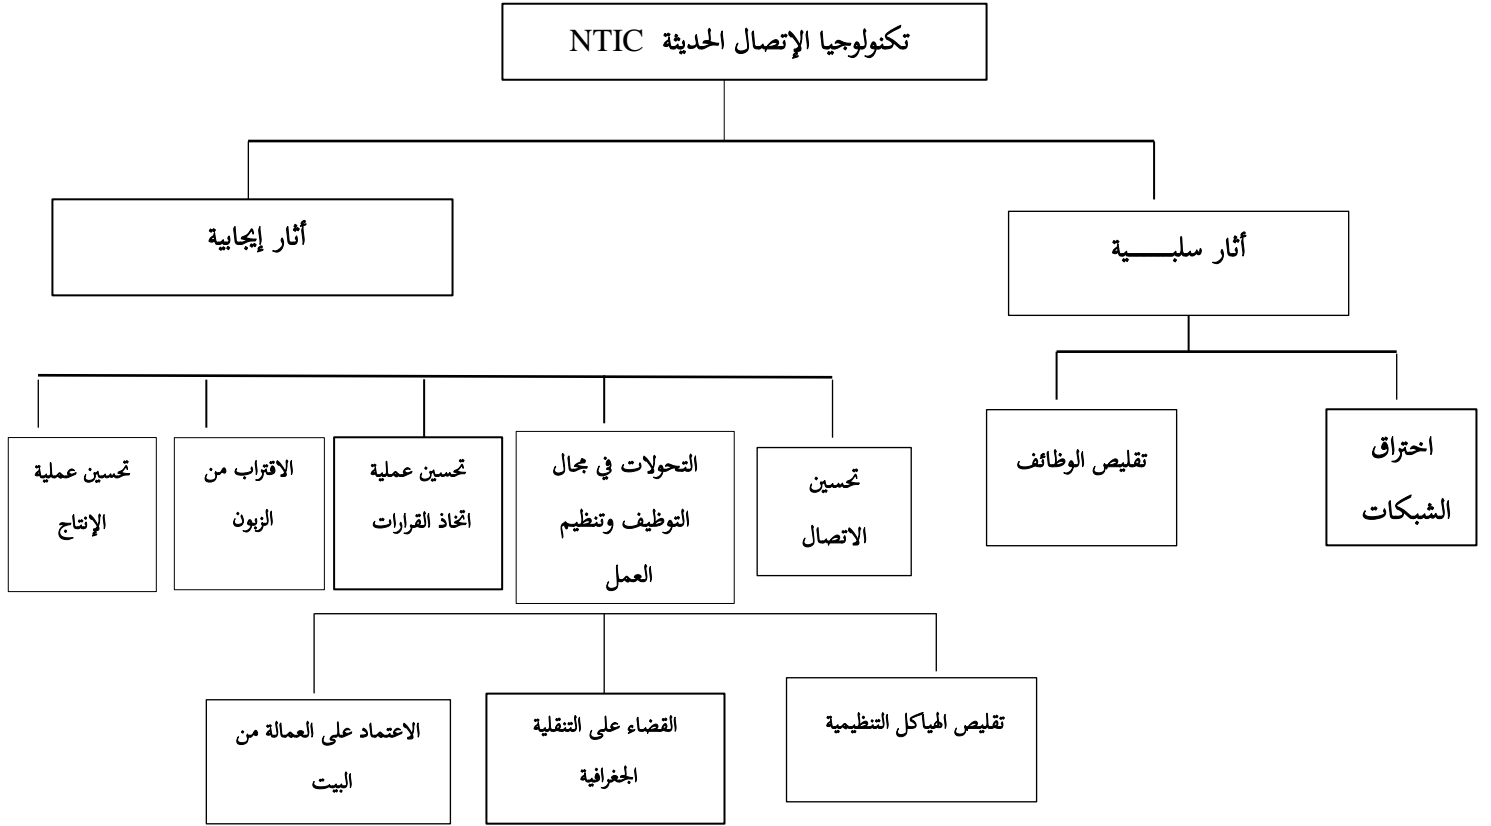 تكنولوجيا الإتصال الحديثة NTIC
أثار سلبــــــية
أثار إيجابية
اختراق
الشبكات
تقليص الوظائف
تحسين
الاتصال
التحولات في مجال
التوظيف وتنظيم
العمل
تحسين عملية
اتخاذ القرارات
الاقتراب من
الزبون
تحسين عملية
الإنتاج
تقليص الهياكل التنظيمية
القضاء على التنقلية
الجغرافية
الاعتماد على العمالة من
البيت